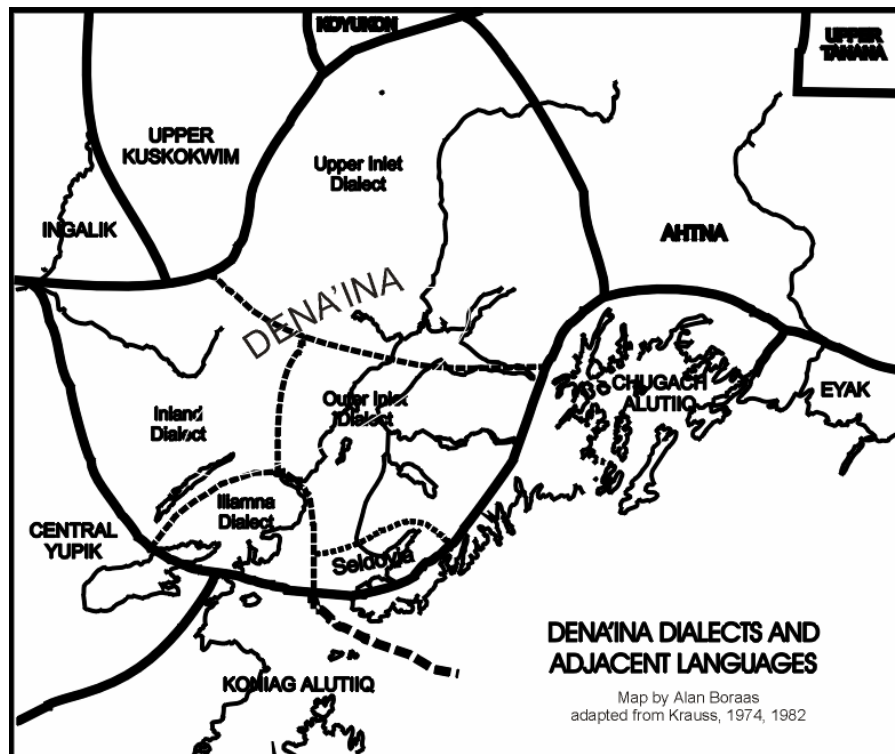 KOYUKON
UPPER
TANANA
UPPER
KUSKOKWIM
Upper Inlet
Dialect
INGALIK
AHTNA
DENA'INA
CHUGACH
ALUTIIQ
EYAK
Inland
Dialect
Outer Inlet
Dialect
Iliamna
Dialect
CENTRAL
YUPIK
Seldovia
KONIAG ALUTIIQ
DENA'INA DIALECTS AND
ADJACENT LANGUAGES
Map by Alan Boraas
adapted from Krauss, 1974, 1982